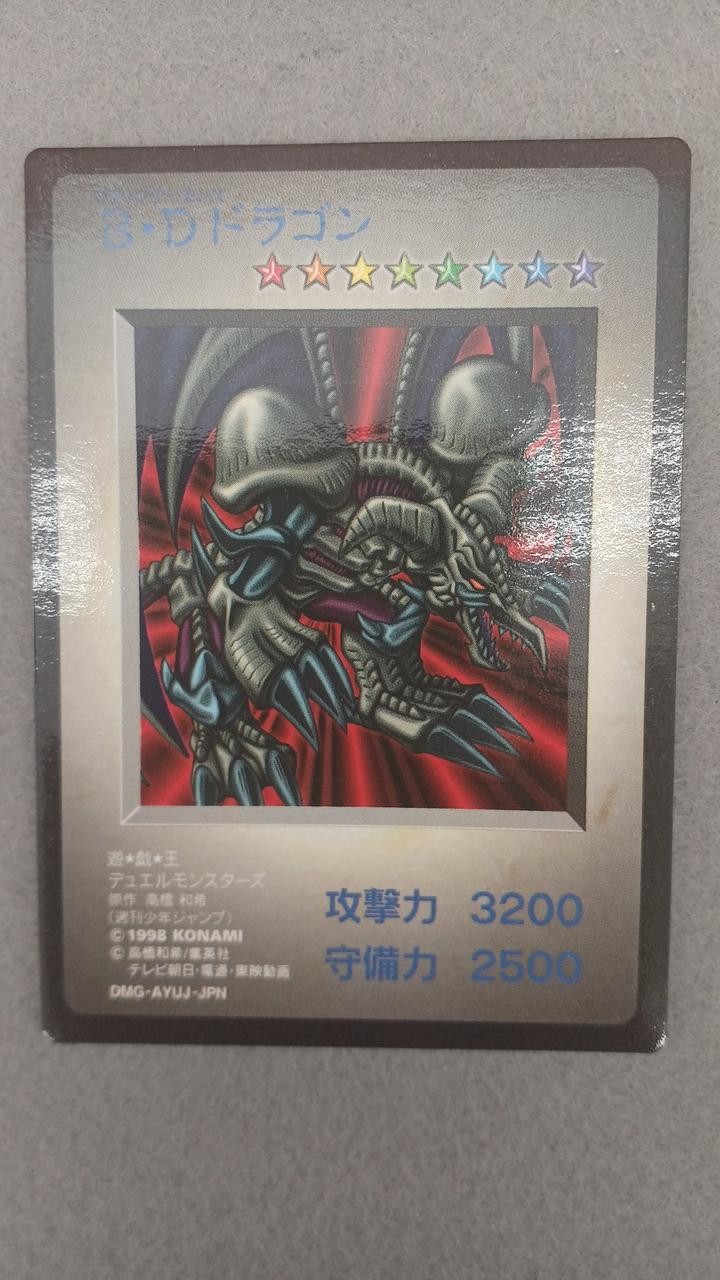 B・Dドラゴン
遊★戯★王
デュエルモンスターズ
原作 高橋 和希
(週刊少年ジャンプ)
©1998 KONAMI
©高橋和希/集英社
テレビ朝日・電通・東映動画
DMG-AYUJ-JPN
攻撃力 3200
守備力 2500